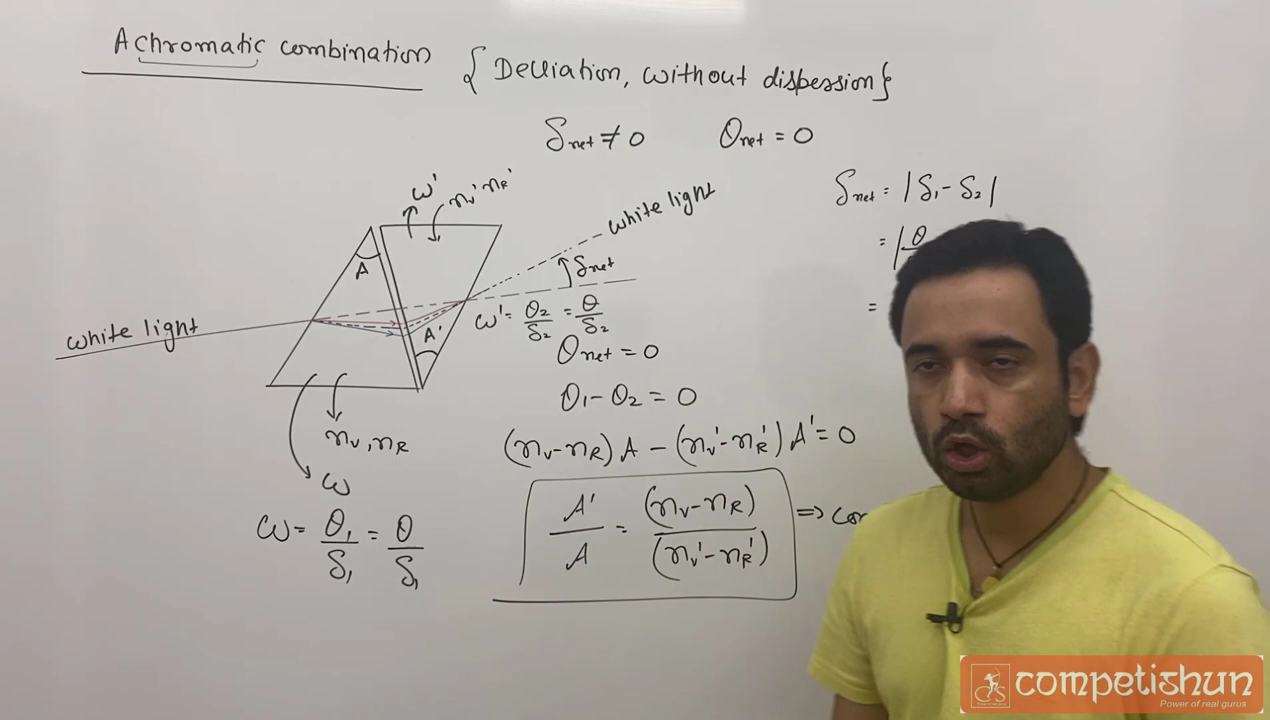 Achromatic combination {Deviation, without dispersion}
δnet ≠ 0    θnet = 0
δnet = |δ1 - δ2|
= |θ
=
ω'
nv' nR'
white light
A
δnet
white light
A'
ω' = θ2/δ2 = θ/δ2
θnet = 0
θ1 - θ2 = 0
nv, nR
(nv - nR) A - (nv' - nR') A' = 0
ω
ω = θ1/δ1 = θ/δ1
A'/A = (nv - nR)/(nv' - nR') ⇒ con
competishun
Power of real gurus